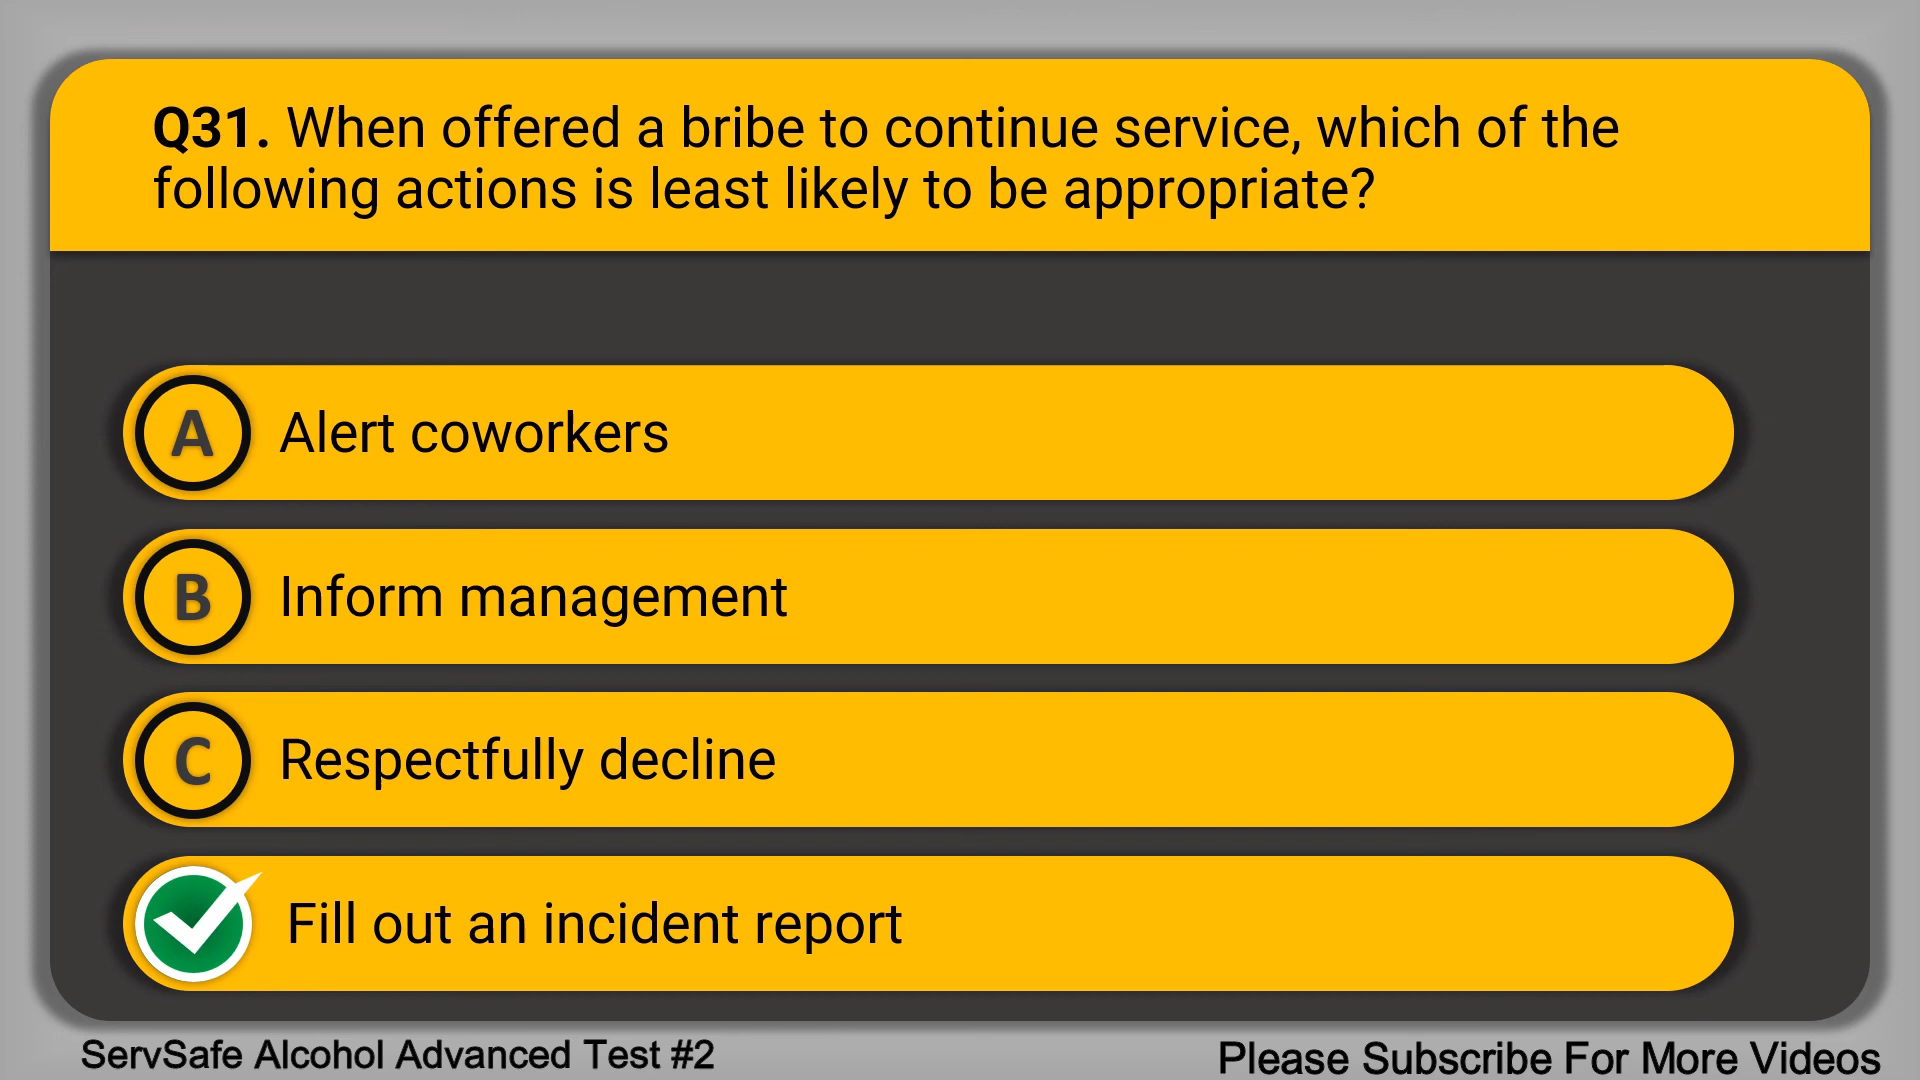 Q31. When offered a bribe to continue service, which of the
following actions is least likely to be appropriate?
A Alert coworkers
B Inform management
C Respectfully decline
Fill out an incident report
ServSafe Alcohol Advanced Test #2
Please Subscribe For More Videos